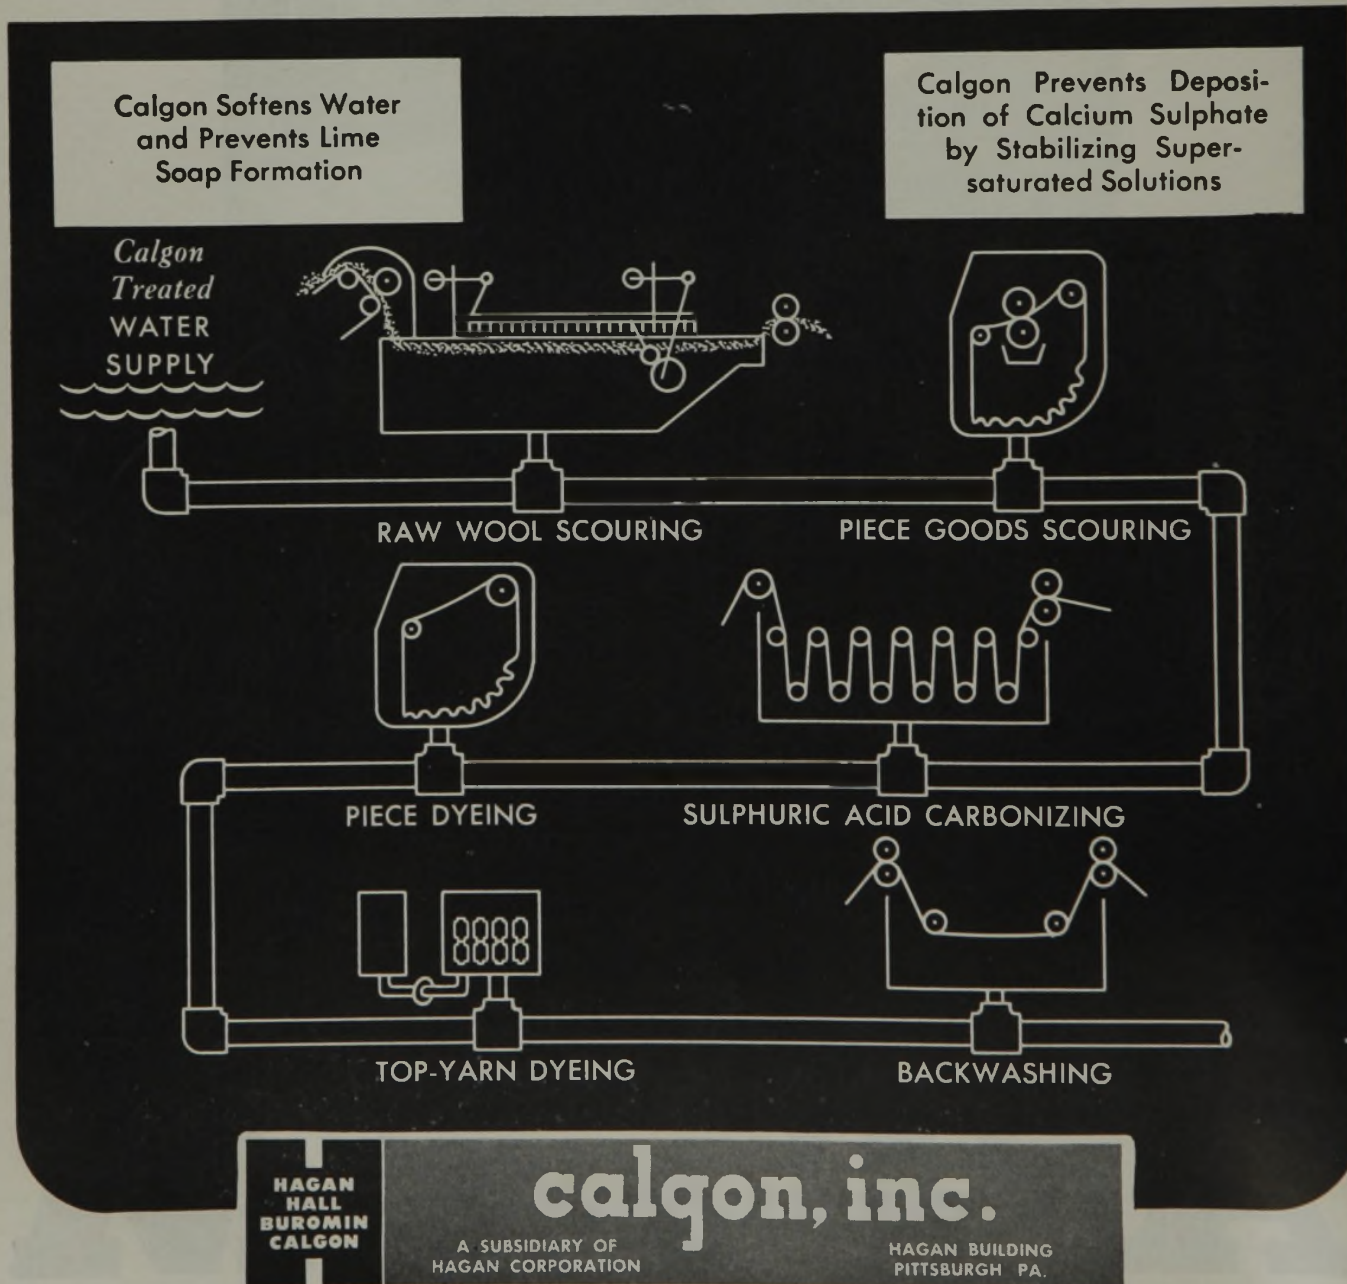 Calgon Softens Water
and Prevents Lime
Soap Formation
Calgon Prevents Deposi-
tion of Calcium Sulphate
by Stabilizing Super-
saturated Solutions
Calgon
Treated
WATER
SUPPLY
RAW WOOL SCOURING
PIECE GOODS SCOURING
PIECE DYEING
SULPHURIC ACID CARBONIZING
TOP-YARN DYEING
BACKWASHING
HAGAN
HALL
BUROMIN
CALGON
calgon, inc.
A SUBSIDIARY OF
HAGAN CORPORATION
HAGAN BUILDING
PITTSBURGH PA.